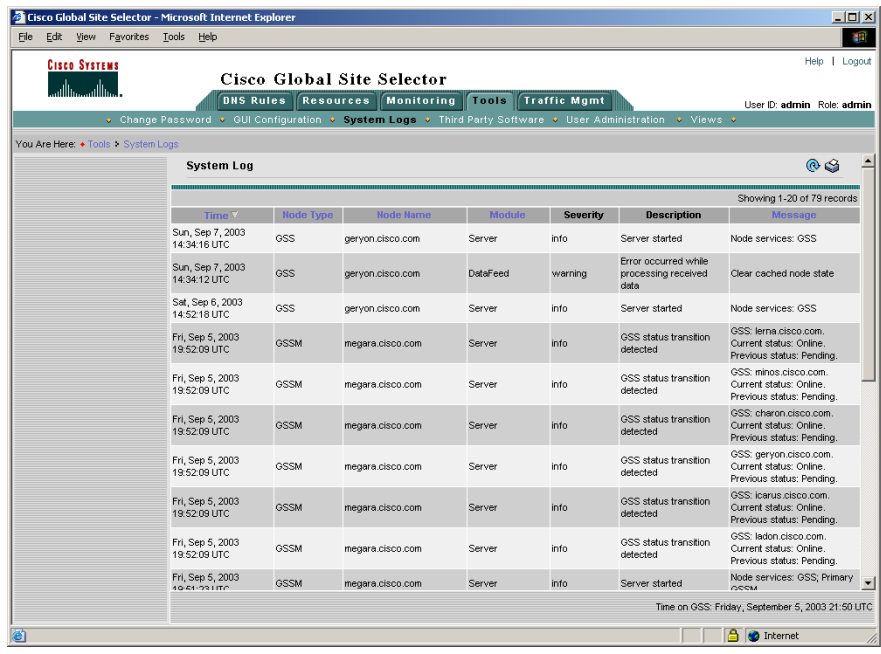 Cisco Global Site Selector - Microsoft Internet Explorer
File Edit View Favorites Tools Help
CISCO SYSTEMS
Help | Logout
Cisco Global Site Selector
DNS Rules Resources Monitoring Tools Traffic Mgmt
User ID: admin Role: admin
Change Password GUI Configuration System Logs Third Party Software User Administration Views
You Are Here: Tools System Logs
System Log
Showing 1-20 of 79 records
Time Node Type Node Name Module Severity Description Message
Sun, Sep 7, 2003
14:34:16 UTC
GSS geryon.cisco.com Server info Server started Node services: GSS
Sun, Sep 7, 2003
14:34:12 UTC
GSS geryon.cisco.com DataFeed warning
Error occurred while
processing received
data
Clear cached node state
Sat, Sep 6, 2003
14:52:18 UTC
GSS geryon.cisco.com Server info Server started Node services: GSS
Fri, Sep 5, 2003
19:52:09 UTC
GSSM megara.cisco.com Server info
GSS status transition
detected
GSS: lerna.cisco.com.
Current status: Online.
Previous status: Pending.
Fri, Sep 5, 2003
19:52:09 UTC
GSSM megara.cisco.com Server info
GSS status transition
detected
GSS: minos.cisco.com.
Current status: Online.
Previous status: Pending.
Fri, Sep 5, 2003
19:52:09 UTC
GSSM megara.cisco.com Server info
GSS status transition
detected
GSS: charon.cisco.com.
Current status: Online.
Previous status: Pending.
Fri, Sep 5, 2003
19:52:09 UTC
GSSM megara.cisco.com Server info
GSS status transition
detected
GSS: geryon.cisco.com.
Current status: Online.
Previous status: Pending.
Fri, Sep 5, 2003
19:52:09 UTC
GSSM megara.cisco.com Server info
GSS status transition
detected
GSS: icarus.cisco.com.
Current status: Online.
Previous status: Pending.
Fri, Sep 5, 2003
19:52:09 UTC
GSSM megara.cisco.com Server info
GSS status transition
detected
GSS: ladon.cisco.com.
Current status: Online.
Previous status: Pending.
Fri, Sep 5, 2003
19:51:23 UTC
GSSM megara.cisco.com Server info Server started
Node services: GSS; Primary
GSSM
Time on GSS: Friday, September 5, 2003 21:50 UTC
Internet